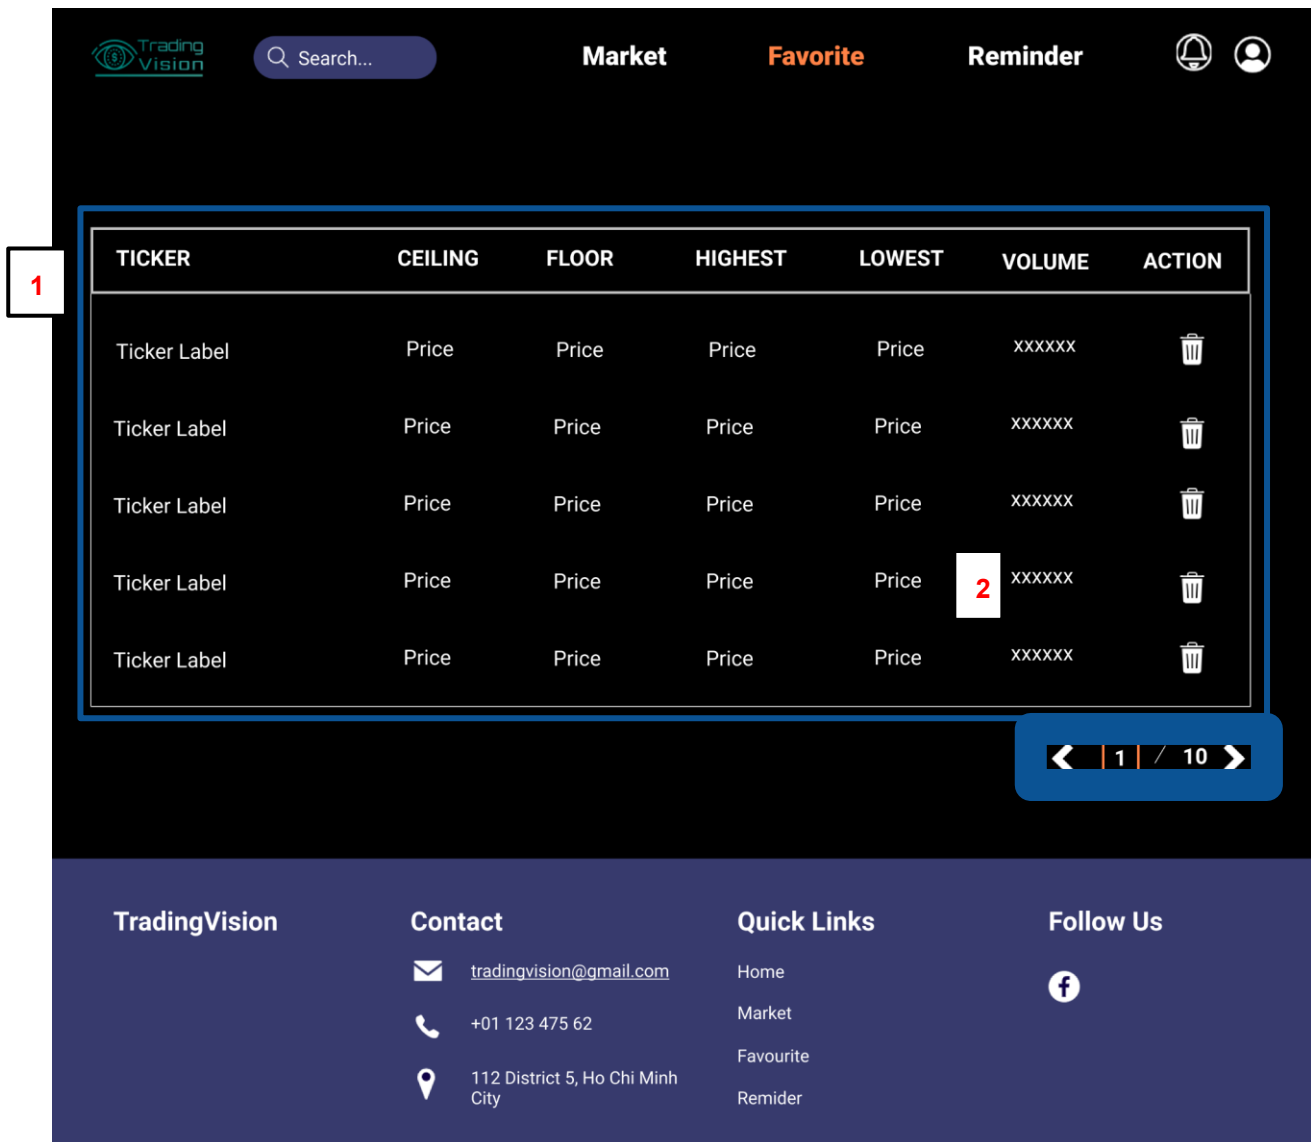 Trading
Vision
Search...
Market
Favorite
Reminder
1
TICKER CEILING FLOOR HIGHEST LOWEST VOLUME ACTION
Ticker Label Price Price Price Price xxxxxx
Ticker Label Price Price Price Price xxxxxx
Ticker Label Price Price Price Price xxxxxx
Ticker Label Price Price Price Price 2 xxxxxx
Ticker Label Price Price Price Price xxxxxx
1 / 10
TradingVision
Contact
tradingvision@gmail.com
+01 123 475 62
112 District 5, Ho Chi Minh
City
Quick Links
Home
Market
Favourite
Remider
Follow Us